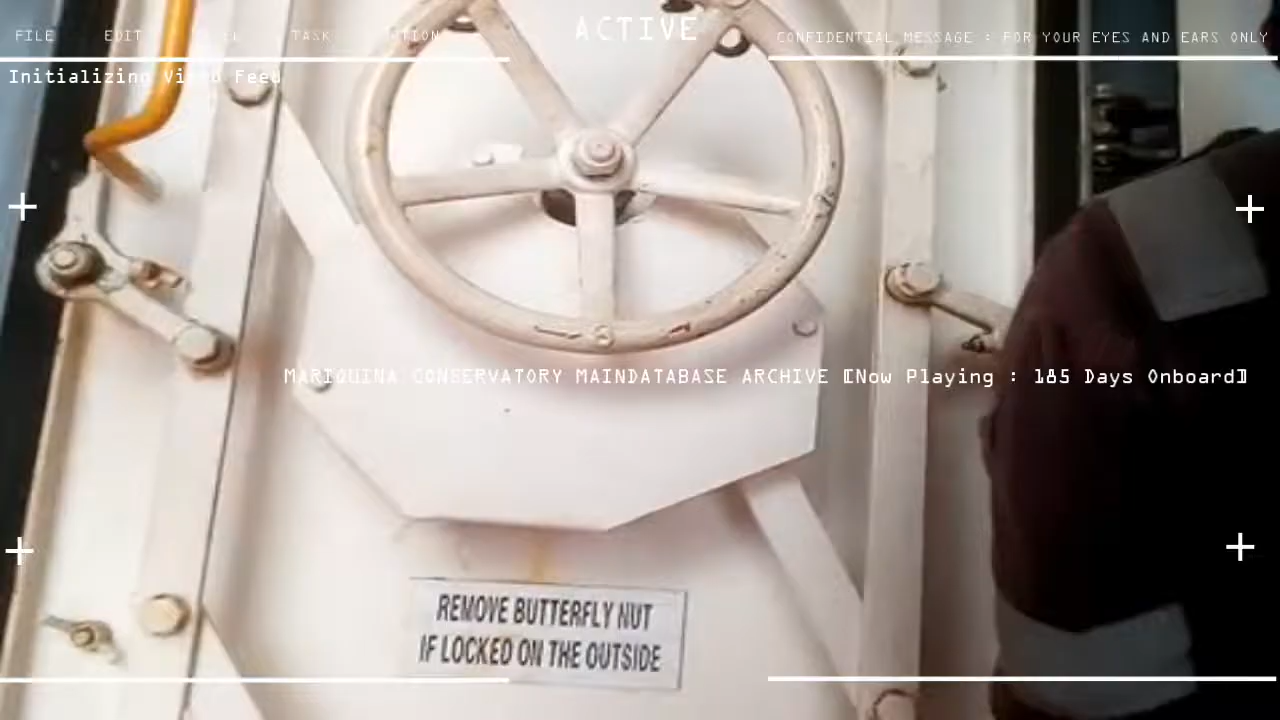 FILE EDIT TASK
ACTIVE
CONFIDENTIAL MESSAGE : FOR YOUR EYES AND EARS ONLY
Initializing Video Feed
MARIQUINA CONSERVATORY MAINDATABASE ARCHIVE [Now Playing : 185 Days Onboard]
REMOVE BUTTERFLY NUT
IF LOCKED ON THE OUTSIDE